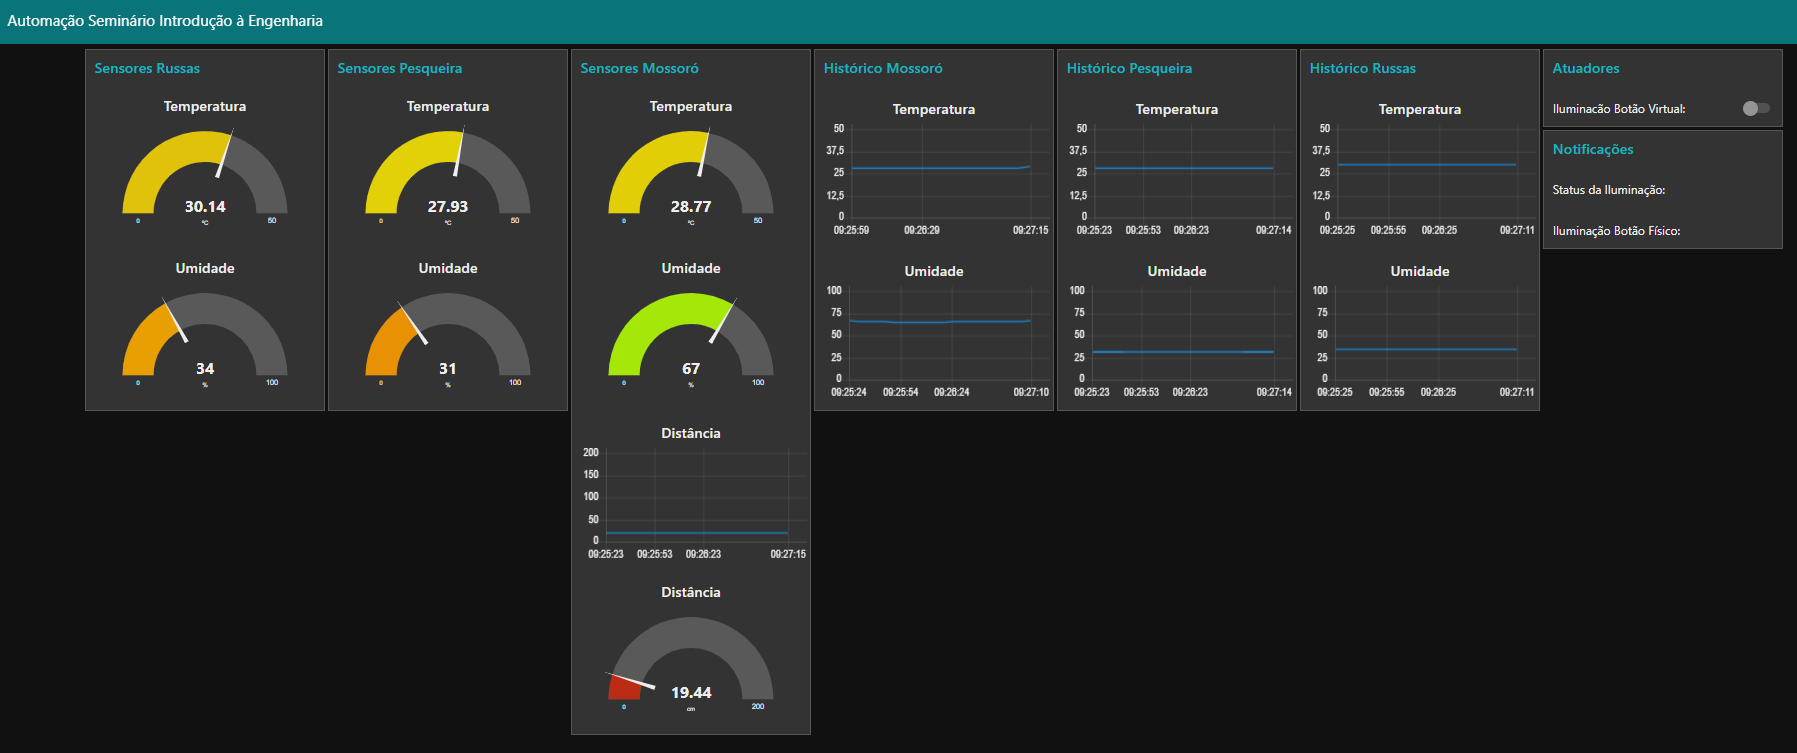 Automação Seminário Introdução à Engenharia
Sensores Russas
Temperatura
30.14
ºC
0
50
Umidade
34
%
0
100
Sensores Pesqueira
Temperatura
27.93
ºC
0
50
Umidade
31
%
0
100
Sensores Mossoró
Temperatura
28.77
ºC
0
50
Umidade
67
%
0
100
Distância
200
150
100
50
0
09:25:23 09:25:53 09:26:23 09:27:15
Distância
19.44
cm
0
200
Histórico Mossoró
Temperatura
50
37,5
25
12,5
0
09:25:59 09:26:29 09:27:15
Umidade
100
75
50
25
0
09:25:24 09:25:54 09:26:24 09:27:10
Histórico Pesqueira
Temperatura
50
37,5
25
12,5
0
09:25:23 09:25:53 09:26:23 09:27:14
Umidade
100
75
50
25
0
09:25:23 09:25:53 09:26:23 09:27:14
Histórico Russas
Temperatura
50
37,5
25
12,5
0
09:25:25 09:25:55 09:26:25 09:27:11
Umidade
100
75
50
25
0
09:25:25 09:25:55 09:26:25 09:27:11
Atuadores
Iluminacão Botão Virtual:
Notificações
Status da Iluminação:
Iluminação Botão Físico: